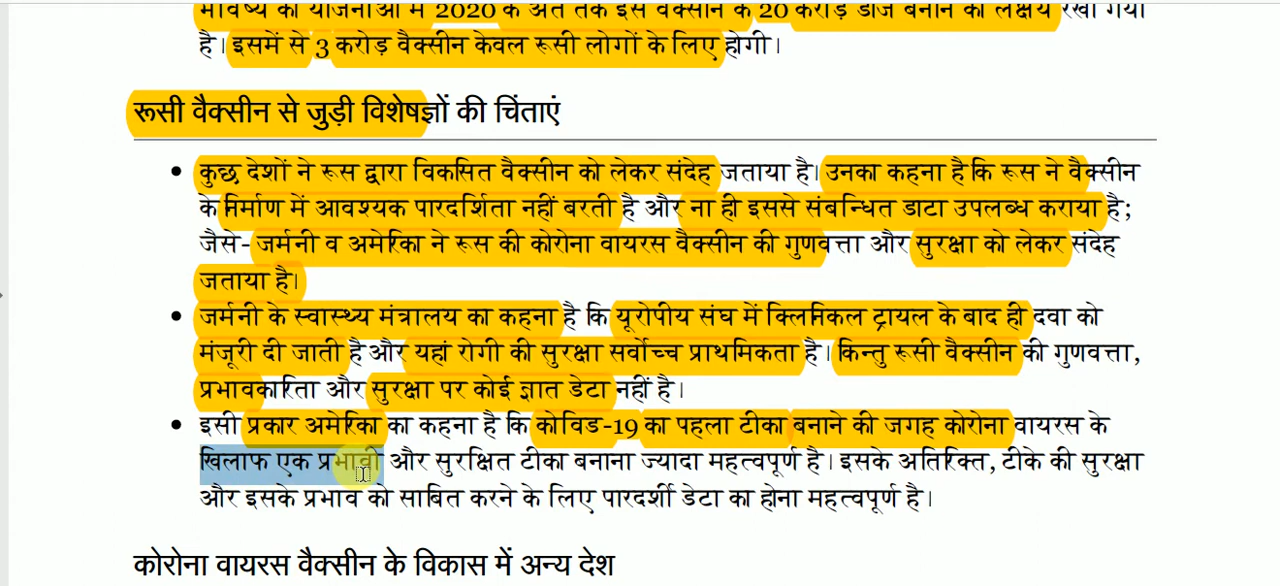 भविष्य की योजनाओं में 2020 के अंत तक इस वैक्सीन के 20 करोड़ डोज बनाने का लक्ष्य रखा गया
है। इसमें से 3 करोड़ वैक्सीन केवल रूसी लोगों के लिए होगी।
रूसी वैक्सीन से जुड़ी विशेषज्ञों की चिंताएं
• कुछ देशों ने रूस द्वारा विकसित वैक्सीन को लेकर संदेह जताया है। उनका कहना है कि रूस ने वैक्सीन
के निर्माण में आवश्यक पारदर्शिता नहीं बरती है और ना ही इससे संबन्धित डाटा उपलब्ध कराया है;
जैसे- जर्मनी व अमेरिका ने रूस की कोरोना वायरस वैक्सीन की गुणवत्ता और सुरक्षा को लेकर संदेह
जताया है।
• जर्मनी के स्वास्थ्य मंत्रालय का कहना है कि यूरोपीय संघ में क्लिनिकल ट्रायल के बाद ही दवा को
मंजूरी दी जाती है और यहां रोगी की सुरक्षा सर्वोच्च प्राथमिकता है। किन्तु रूसी वैक्सीन की गुणवत्ता,
प्रभावकारिता और सुरक्षा पर कोई ज्ञात डेटा नहीं है।
• इसी प्रकार अमेरिका का कहना है कि कोविड-19 का पहला टीका बनाने की जगह कोरोना वायरस के
खिलाफ एक प्रभावी और सुरक्षित टीका बनाना ज्यादा महत्वपूर्ण है। इसके अतिरिक्त, टीके की सुरक्षा
और इसके प्रभाव को साबित करने के लिए पारदर्शी डेटा का होना महत्वपूर्ण है।
कोरोना वायरस वैक्सीन के विकास में अन्य देश